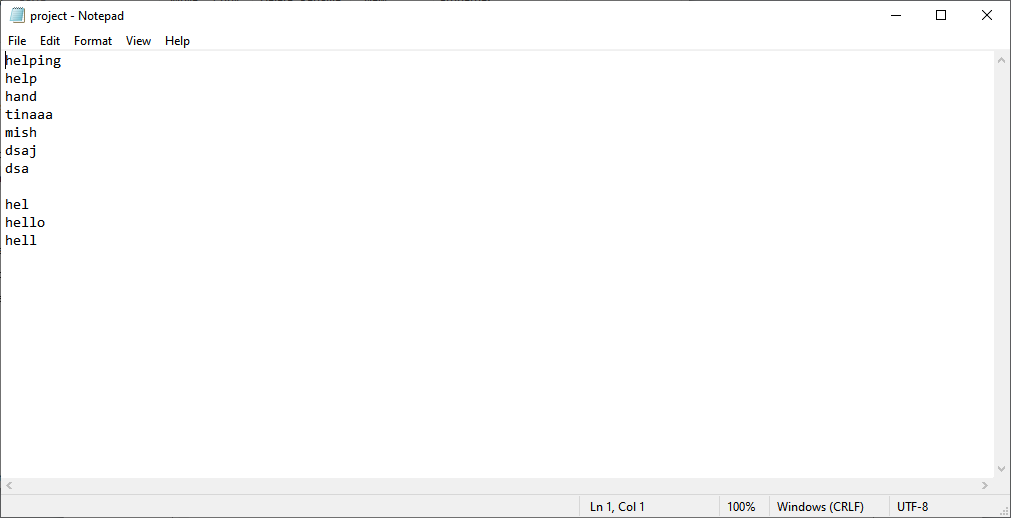 project - Notepad
File Edit Format View Help
helping
help
hand
tinaaa
mish
dsaj
dsa

hel
hello
hell
Ln 1, Col 1 100% Windows (CRLF) UTF-8